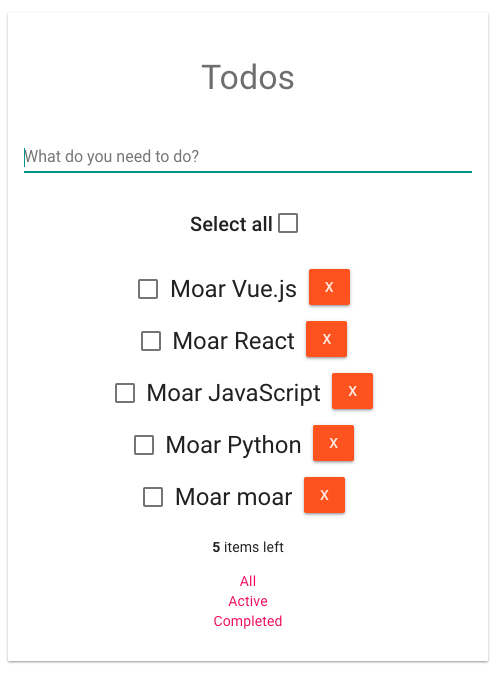 Todos
What do you need to do?
Select all
Moar Vue.js X
Moar React X
Moar JavaScript X
Moar Python X
Moar moar X
5 items left
All
Active
Completed